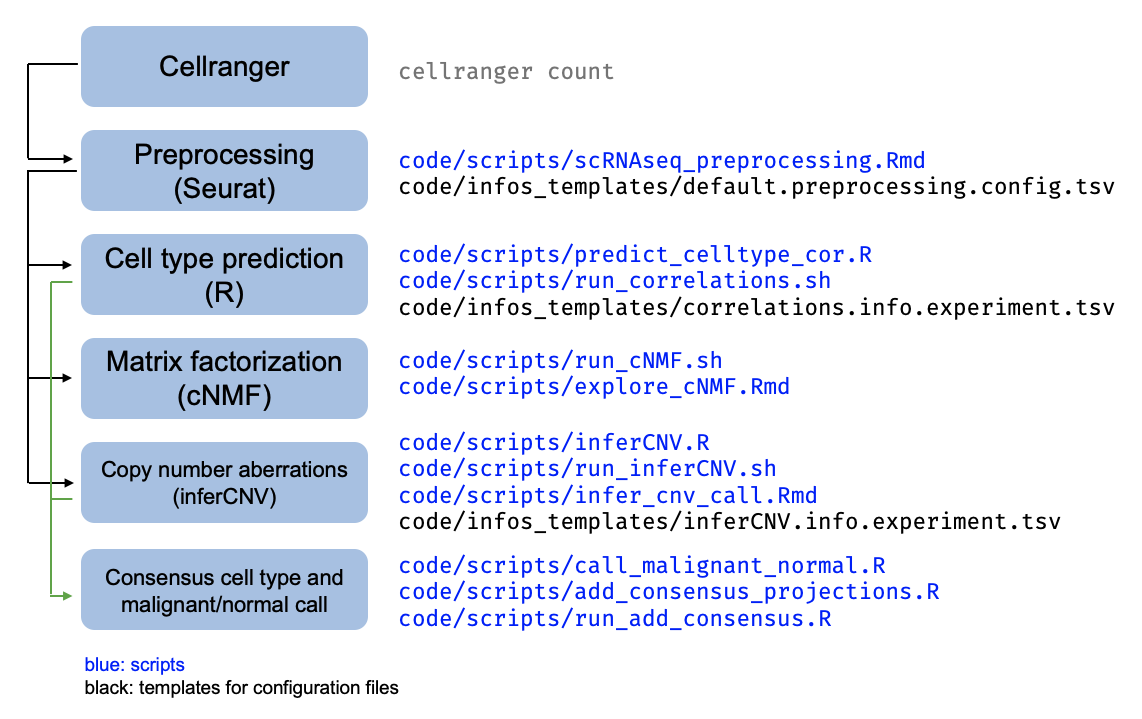 Cellranger
cellranger count
Preprocessing
(Seurat)
code/scripts/scRNAseq_preprocessing.Rmd
code/infos_templates/default.preprocessing.config.tsv
Cell type prediction
(R)
code/scripts/predict_celltype_cor.R
code/scripts/run_correlations.sh
code/infos_templates/correlations.info.experiment.tsv
Matrix factorization
(cNMF)
code/scripts/run_cNMF.sh
code/scripts/explore_cNMF.Rmd
Copy number aberrations
(inferCNV)
code/scripts/inferCNV.R
code/scripts/run_inferCNV.sh
code/scripts/infer_cnv_call.Rmd
code/infos_templates/inferCNV.info.experiment.tsv
Consensus cell type and
malignant/normal call
code/scripts/call_malignant_normal.R
code/scripts/add_consensus_projections.R
code/scripts/run_add_consensus.R
blue: scripts
black: templates for configuration files